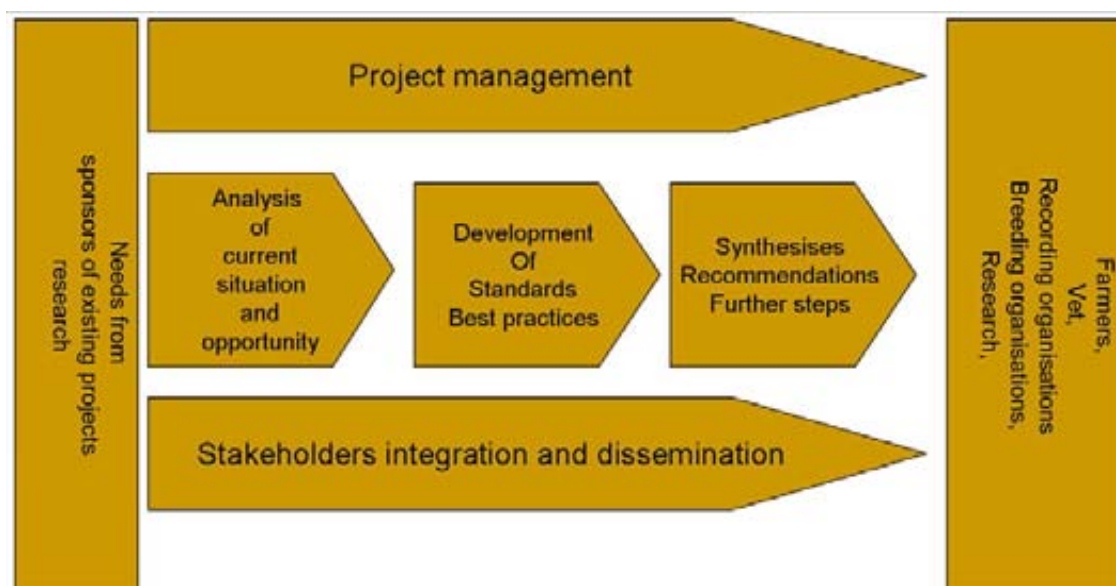 Needs from
sponsors of existing projects
research
Project management
Analysis
of
current
situation
and
opportunity
Development
Of
Standards
Best practices
Synthesises
Recommendations
Further steps
Stakeholders integration and dissemination
Farmers,
Vet,
Recording organisations
Breeding organisations,
Research,